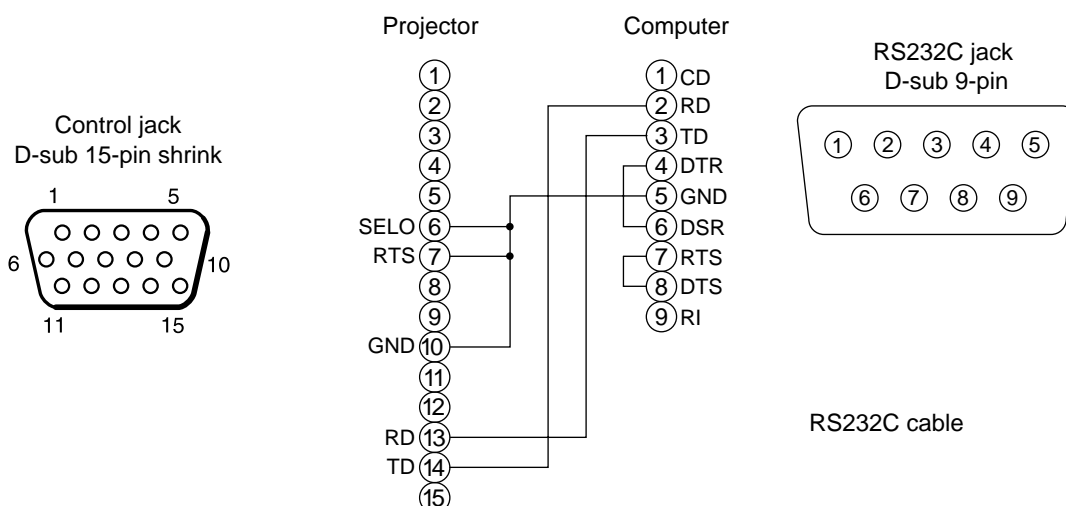 Control jack
D-sub 15-pin shrink
1 5
6 10
11 15
Projector
1
2
3
4
5
SELO 6
RTS 7
8
9
GND 10
11
12
RD 13
TD 14
15
Computer
1 CD
2 RD
3 TD
4 DTR
5 GND
6 DSR
7 RTS
8 DTS
9 RI
RS232C jack
D-sub 9-pin
1 2 3 4 5
6 7 8 9
RS232C cable